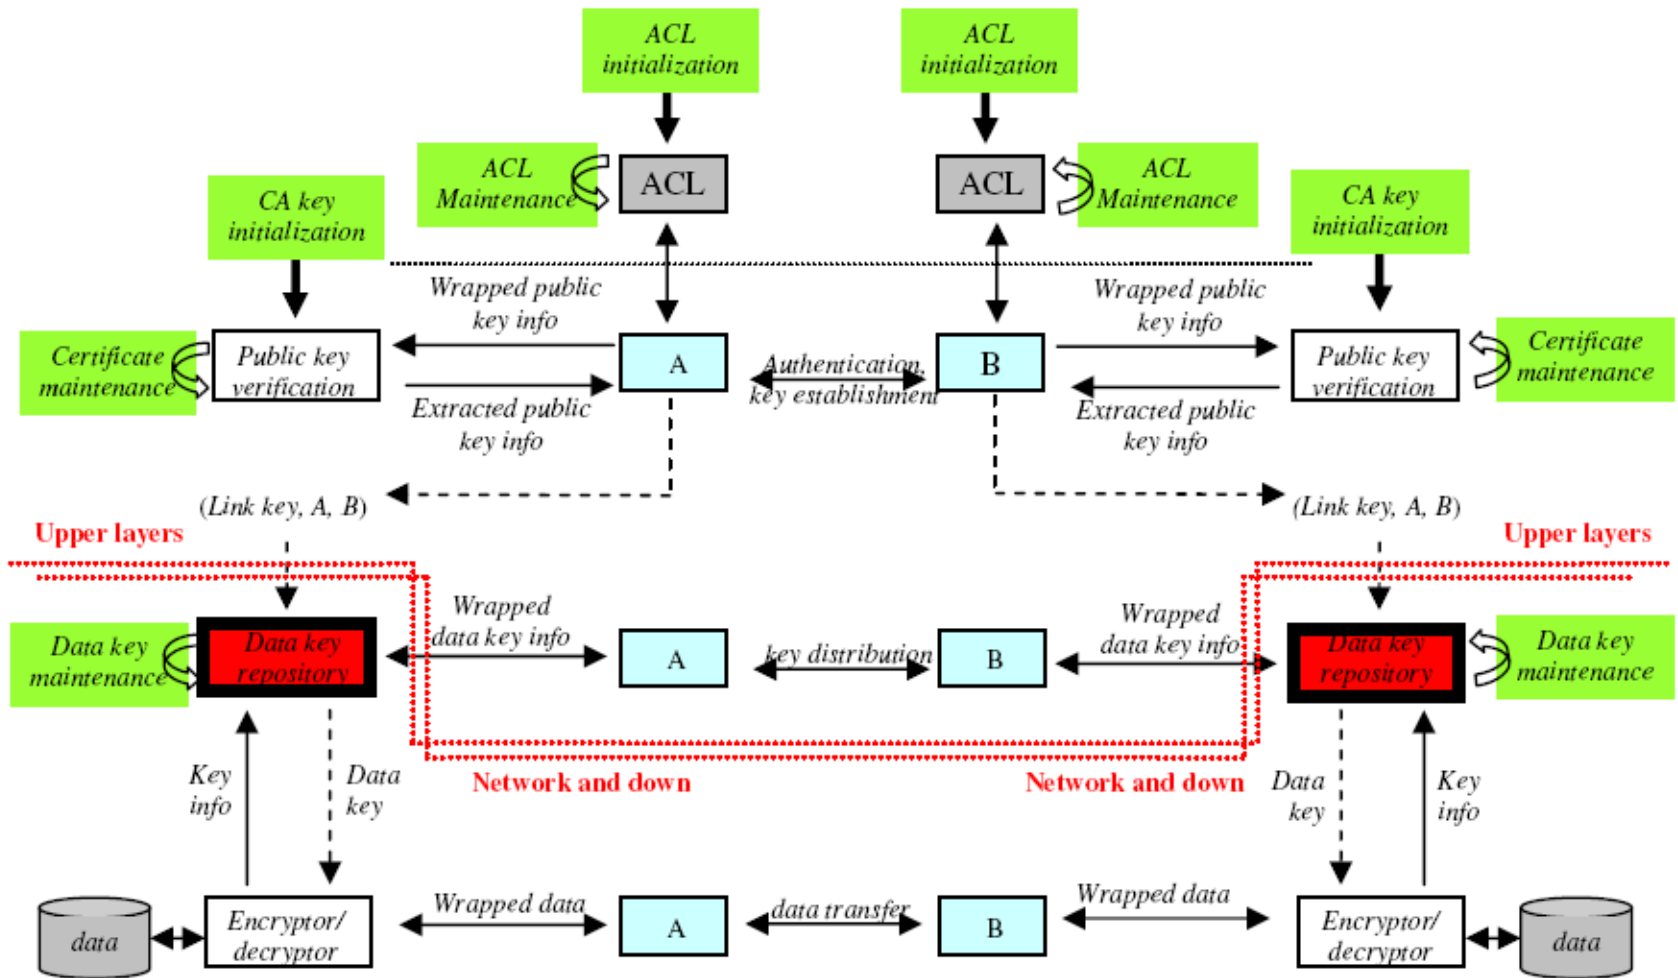 ACL
initialization
ACL
initialization
ACL
Maintenance
ACL
ACL
ACL
Maintenance
CA key
initialization
CA key
initialization
Wrapped public
key info
Wrapped public
key info
Certificate
maintenance
Public key
verification
A
Authentication,
key establishment
B
Public key
verification
Certificate
maintenance
Extracted public
key info
Extracted public
key info
(Link key, A, B)
(Link key, A, B)
Upper layers
Upper layers
Data key
maintenance
Data key
repository
Wrapped
data key info
A
key distribution
B
Wrapped
data key info
Data key
repository
Data key
maintenance
Key
info
Data
key
Network and down
Network and down
Data
key
Key
info
data
Encryptor/
decryptor
Wrapped data
A
data transfer
B
Wrapped data
Encryptor/
decryptor
data